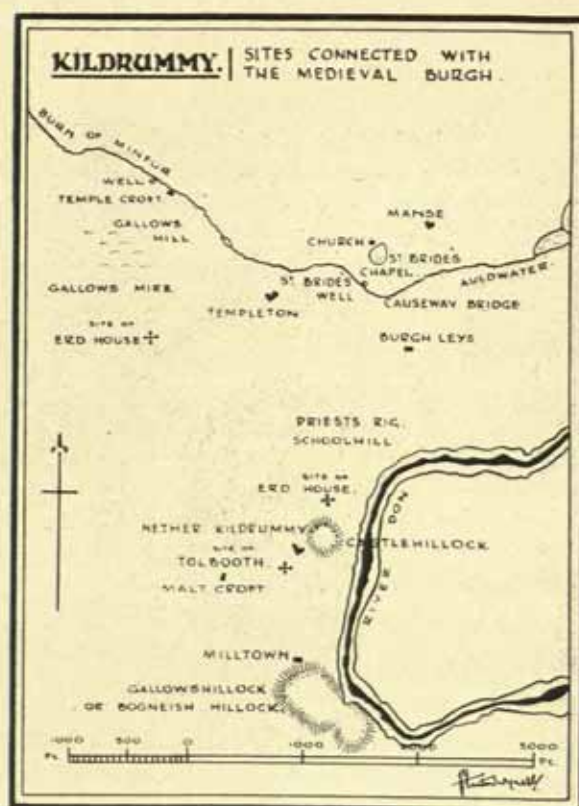 KILDRUMMY.
SITES CONNECTED WITH
THE MEDIEVAL BURGH.
BURN OF MINFUR
WELL
TEMPLE CROFT
GALLOWS
HILL
MANSE
CHURCH
ST BRIDE'S
CHAPEL
AULDWATER
GALLOWS MIRE
ST BRIDES
WELL
CAUSEWAY BRIDGE
TEMPLETON
SITE OF
ERD HOUSE
BURGH LEYS
PRIESTS RIG.
SCHOOLHILL
SITE OF
ERD HOUSE.
NETHER KILDRUMMY
CASTLEHILLOCK
SITE OF
TOLBOOTH.
MALT CROFT
RIVER DON
MILLTOWN
GALLOWSHILLOCK
OR BOGNEISH HILLOCK
1000 500 0 1000 2000 3000
Ft. Ft.